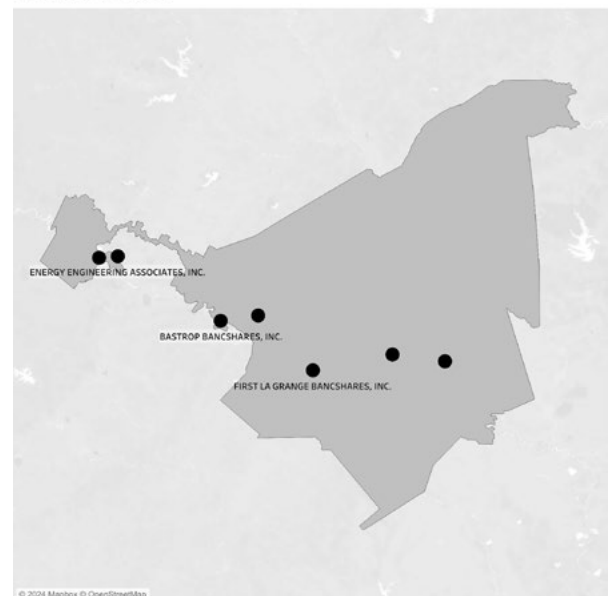 ENERGY ENGINEERING ASSOCIATES, INC.
BASTROP BANCSHARES, INC.
FIRST LA GRANGE BANCSHARES, INC.
© 2024 Mapbox © OpenStreetMap